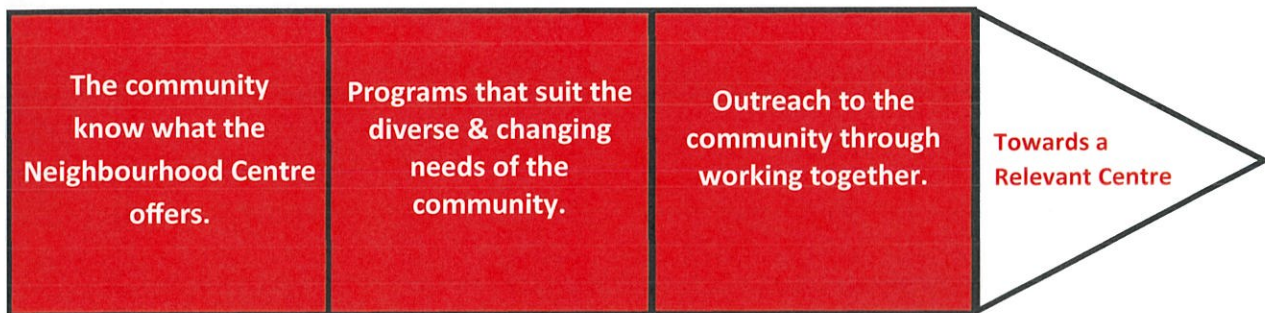 The community
know what the
Neighbourhood Centre
offers.
Programs that suit the
diverse & changing
needs of the
community.
Outreach to the
community through
working together.
Towards a
Relevant Centre